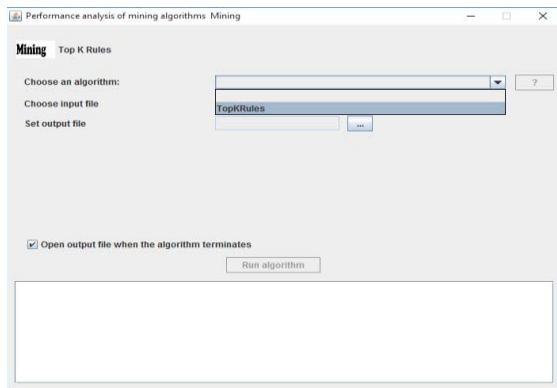 Performance analysis of mining algorithms Mining
Mining Top K Rules
Choose an algorithm:
?
Choose input file
TopKRules
Set output file
...
Open output file when the algorithm terminates
Run algorithm